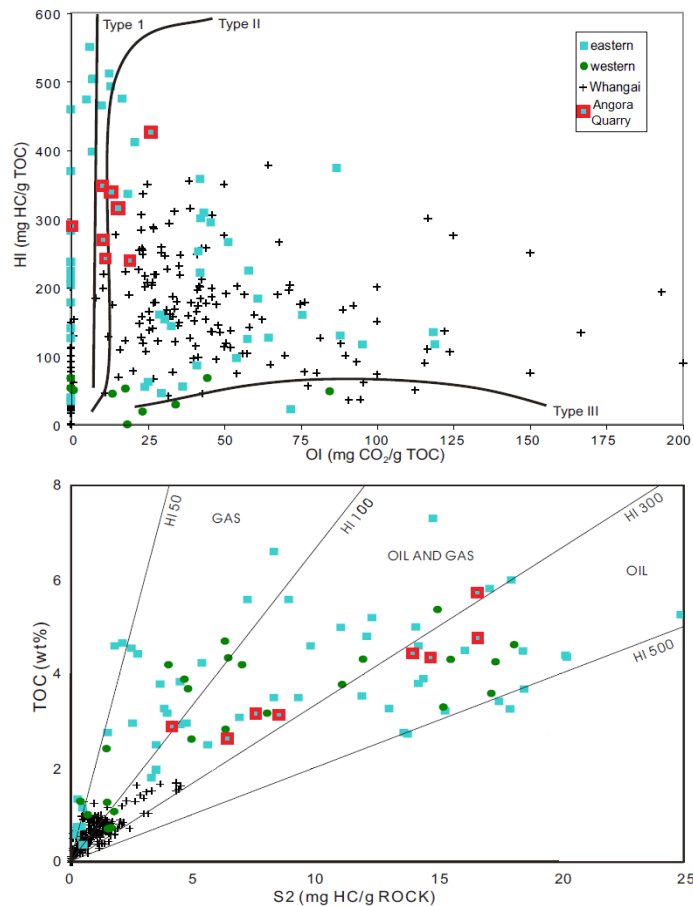 Type 1
Type II
600
500
400
300
200
100
0
HI (mg HC/g TOC)
eastern
western
Whangai
Angora
Quarry
Type III
0
25
50
75
100
125
150
175
200
OI (mg CO₂/g TOC)
8
6
4
2
0
TOC (wt%)
HI 50
GAS
HI 100
OIL AND GAS
HI 300
OIL
HI 500
0
5
10
15
20
25
S2 (mg HC/g ROCK)